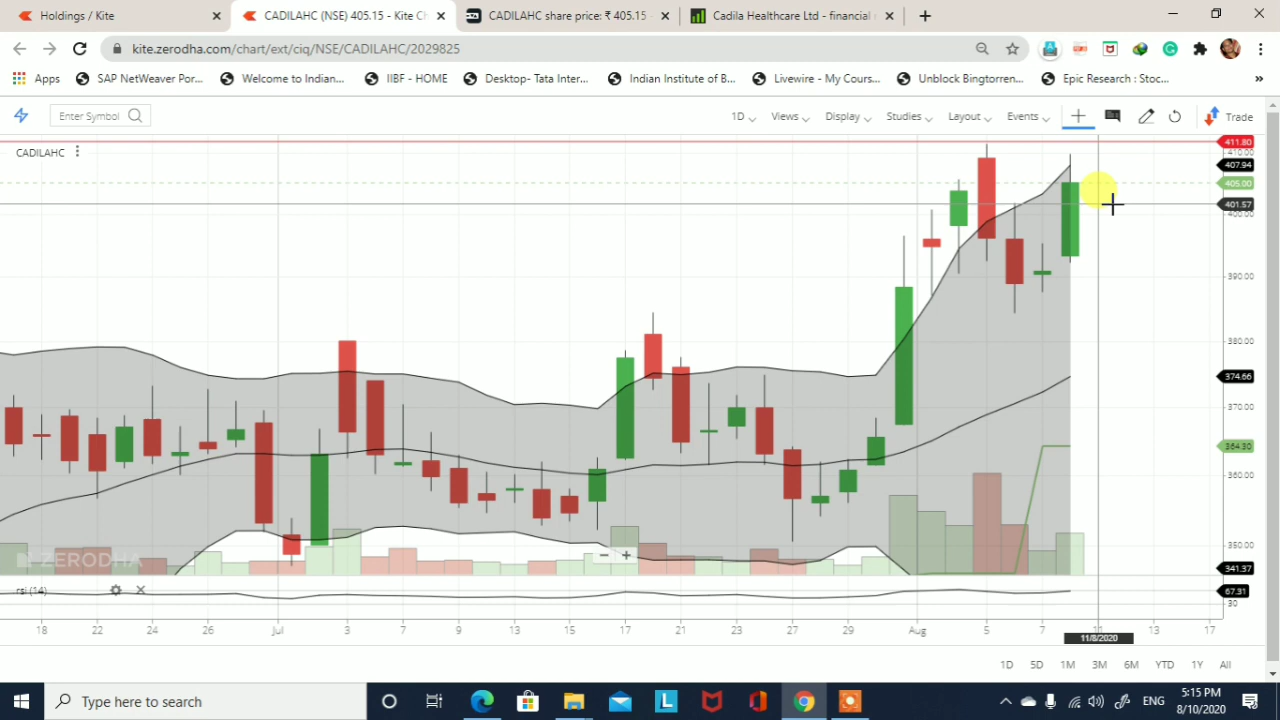 Holdings / Kite
CADILAHC (NSE) 405.15 - Kite Ch
CADILAHC share price: ₹ 405.15 -
Cadila Healthcare Ltd - financial
kite.zerodha.com/chart/ext/ciq/NSE/CADILAHC/2029825
Apps SAP NetWeaver Por... Welcome to Indian... IIBF - HOME Desktop- Tata Inter... Indian Institute of B... Livewire - My Cours... Unblock Bingtorren... Epic Research : Stoc... »
Enter Symbol 1D Views Display Studies Layout Events Trade
CADILAHC
411.80
410.00
407.94
405.00
401.57
400.00
390.00
380.00
374.66
370.00
364.30
360.00
350.00
ZERODHA
341.37
rsi (14)
67.31
30
18 22 24 26 Jul 3 7 9 13 15 17 21 23 27 29 Aug 5 7 11 13 17
11/8/2020
1D 5D 1M 3M 6M YTD 1Y All
Type here to search
ENG
5:15 PM
8/10/2020